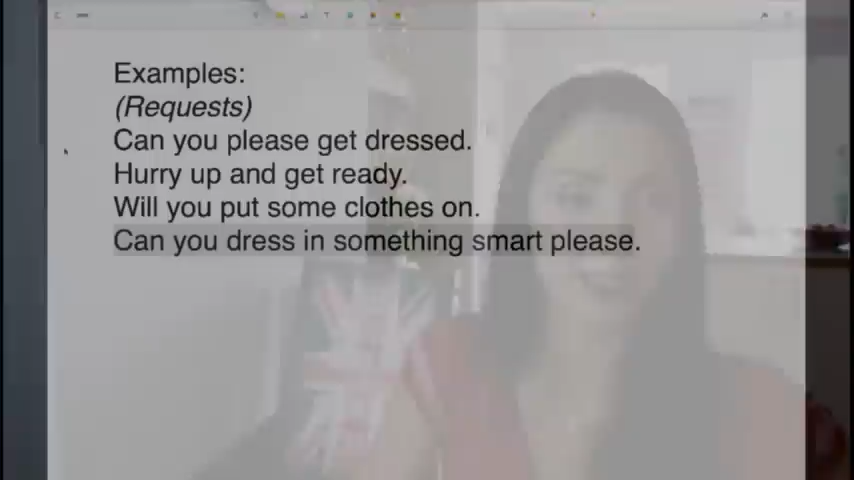 Examples:
(Requests)
Can you please get dressed.
Hurry up and get ready.
Will you put some clothes on.
Can you dress in something smart please.